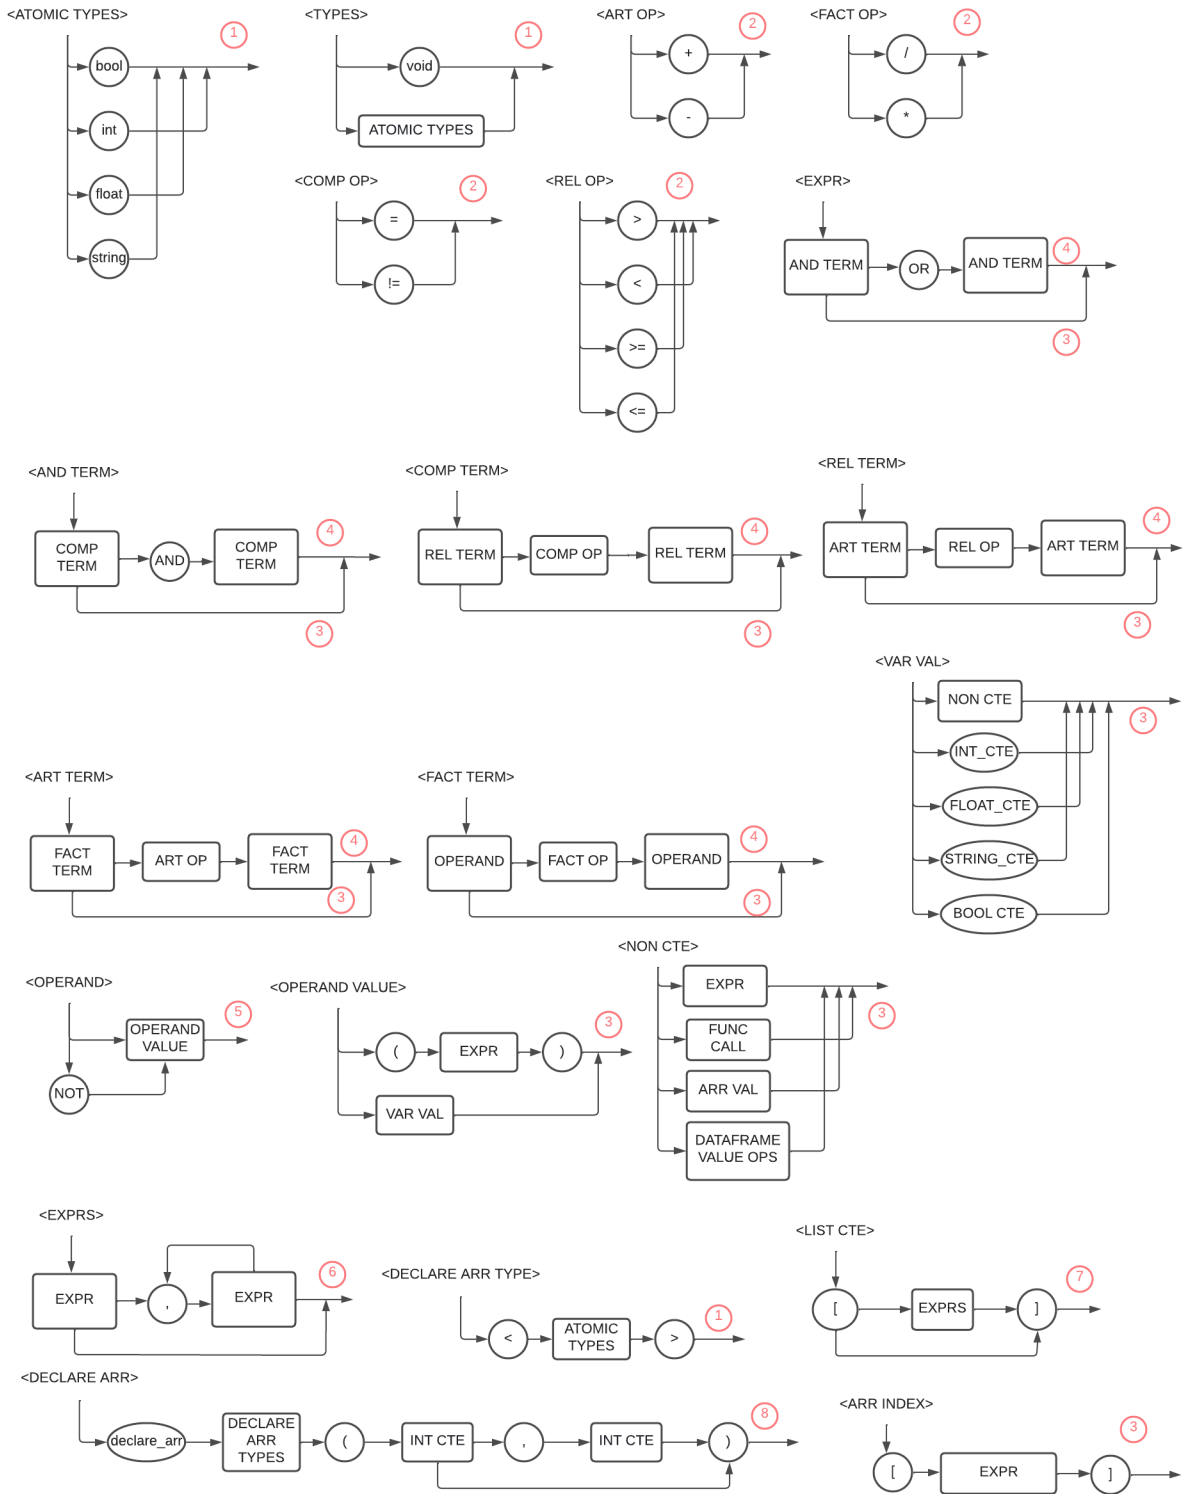 <ATOMIC TYPES>
1
bool
int
float
string
<TYPES>
1
void
ATOMIC TYPES
<ART OP>
2
+
-
<FACT OP>
2
/
*
<COMP OP>
2
=
!=
<REL OP>
2
>
<
>=
<=
<EXPR>
AND TERM
OR
AND TERM
4
3
<AND TERM>
COMP
TERM
AND
COMP
TERM
4
3
<COMP TERM>
REL TERM
COMP OP
REL TERM
4
3
<REL TERM>
ART TERM
REL OP
ART TERM
4
3
<VAR VAL>
NON CTE
3
INT_CTE
FLOAT_CTE
STRING_CTE
BOOL CTE
<ART TERM>
FACT
TERM
ART OP
FACT
TERM
4
3
<FACT TERM>
OPERAND
FACT OP
OPERAND
4
3
<OPERAND>
OPERAND
VALUE
5
NOT
<OPERAND VALUE>
(
EXPR
)
3
VAR VAL
<NON CTE>
EXPR
3
FUNC
CALL
ARR VAL
DATAFRAME
VALUE OPS
<EXPRS>
EXPR
,
EXPR
6
<DECLARE ARR TYPE>
<
ATOMIC
TYPES
>
1
<LIST CTE>
[
EXPRS
]
7
<DECLARE ARR>
declare_arr
DECLARE
ARR
TYPES
(
INT CTE
,
INT CTE
)
8
<ARR INDEX>
[
EXPR
]
3